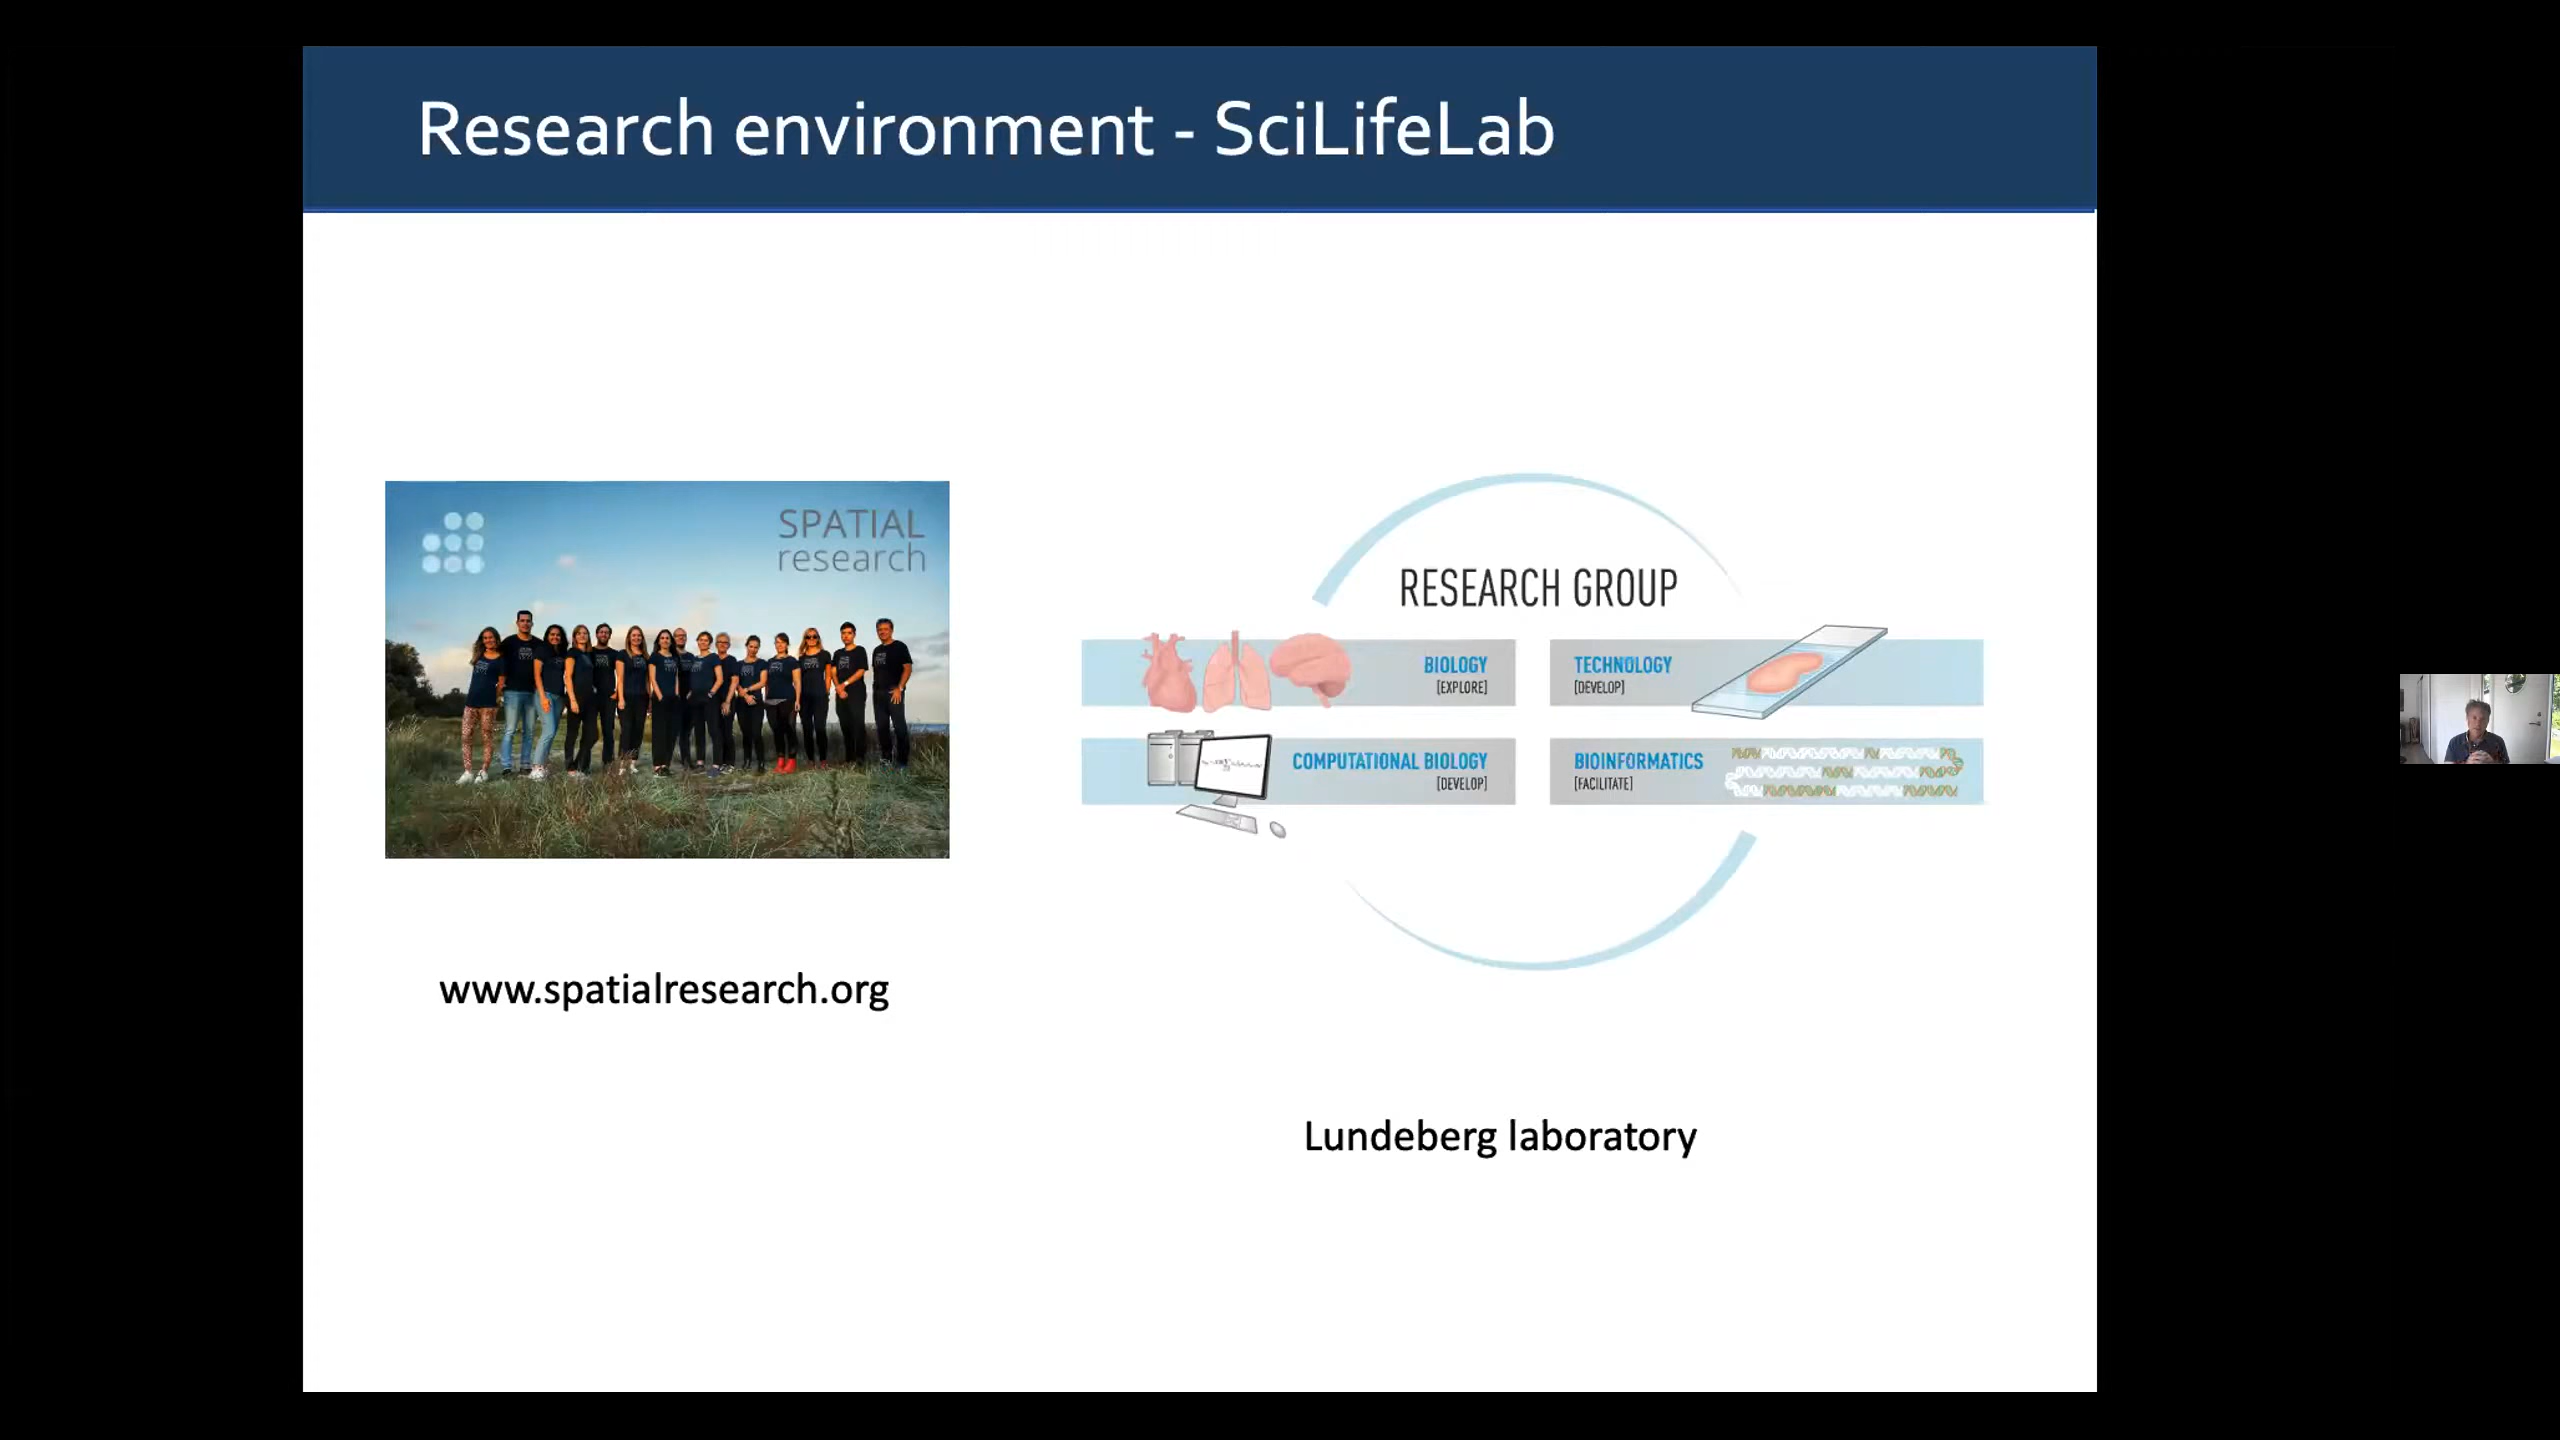 Research environment - SciLifeLab
SPATIAL
research
www.spatialresearch.org
RESEARCH GROUP
BIOLOGY
[EXPLORE]
TECHNOLOGY
[DEVELOP]
COMPUTATIONAL BIOLOGY
[DEVELOP]
BIOINFORMATICS
[FACILITATE]
Lundeberg laboratory